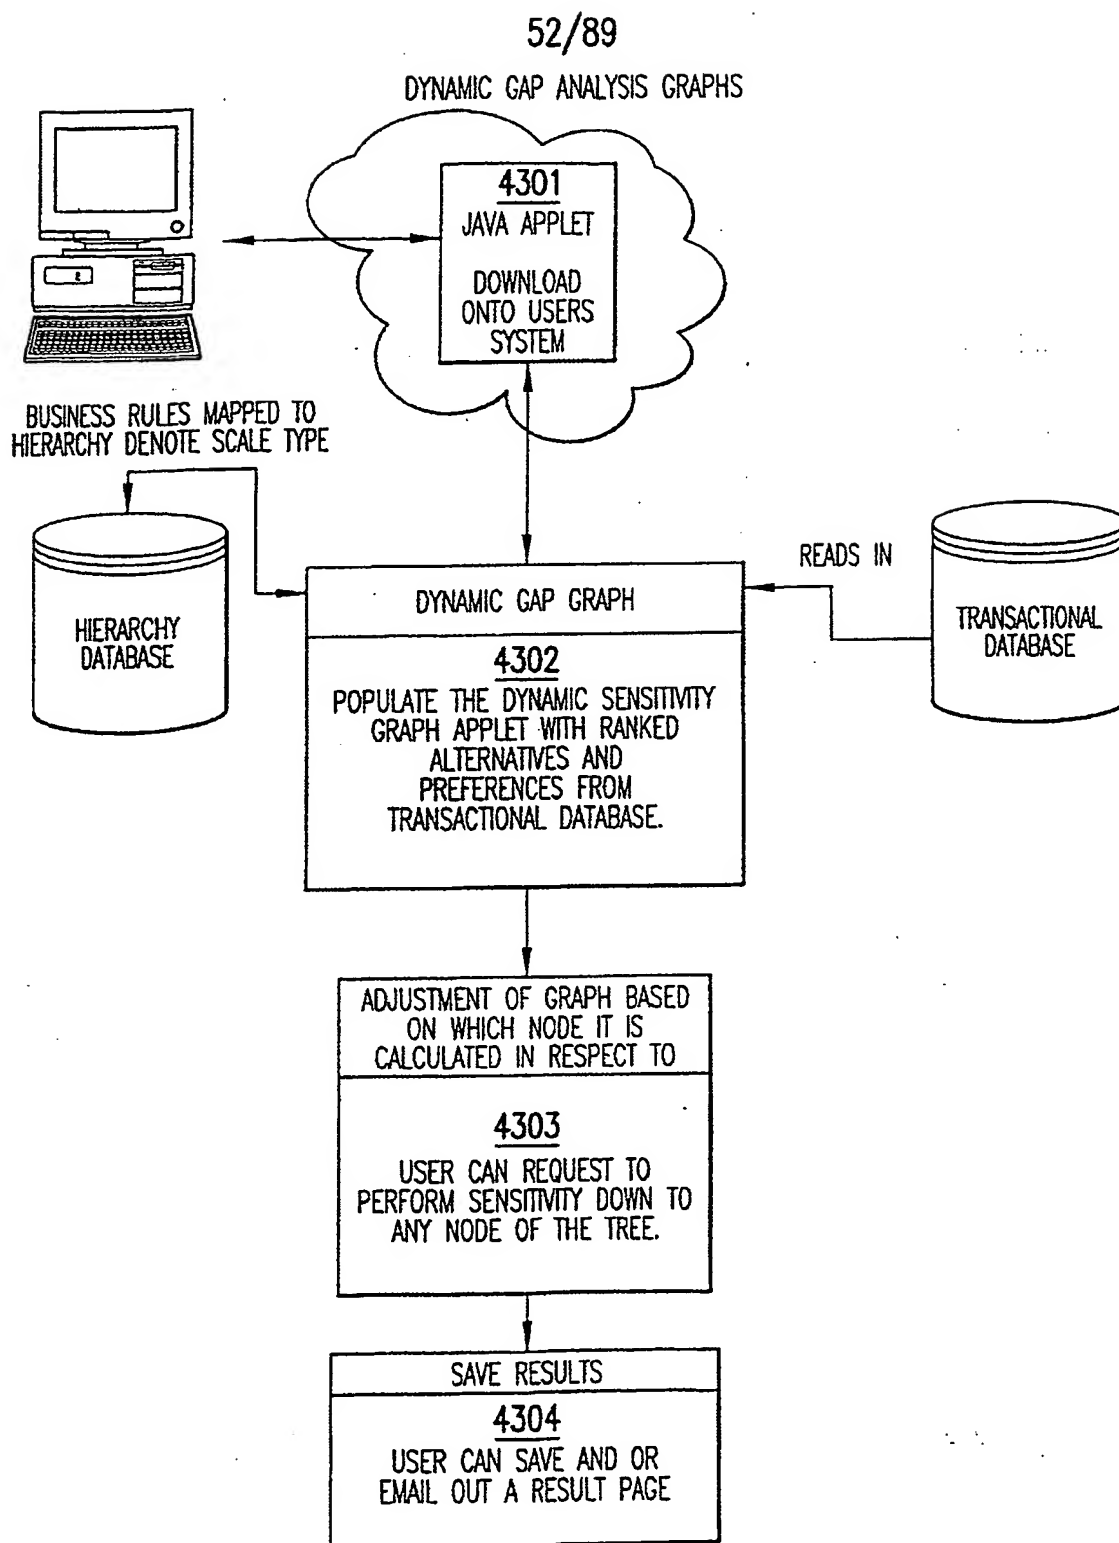 52/89
DYNAMIC GAP ANALYSIS GRAPHS
4301
JAVA APPLET
DOWNLOAD
ONTO USERS
SYSTEM
BUSINESS RULES MAPPED TO
HIERARCHY DENOTE SCALE TYPE
HIERARCHY
DATABASE
READS IN
TRANSACTIONAL
DATABASE
DYNAMIC GAP GRAPH
4302
POPULATE THE DYNAMIC SENSITIVITY
GRAPH APPLET WITH RANKED
ALTERNATIVES AND
PREFERENCES FROM
TRANSACTIONAL DATABASE.
ADJUSTMENT OF GRAPH BASED
ON WHICH NODE IT IS
CALCULATED IN RESPECT TO
4303
USER CAN REQUEST TO
PERFORM SENSITIVITY DOWN TO
ANY NODE OF THE TREE.
SAVE RESULTS
4304
USER CAN SAVE AND OR
EMAIL OUT A RESULT PAGE